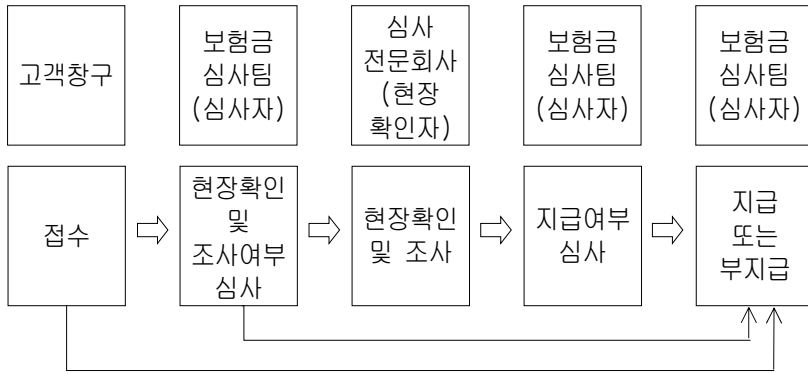 고객창구
보험금
심사팀
(심사자)
심사
전문회사
(현장
확인자)
보험금
심사팀
(심사자)
보험금
심사팀
(심사자)
접수
현장확인
및
조사여부
심사
현장확인
및 조사
지급여부
심사
지급
또는
부지급